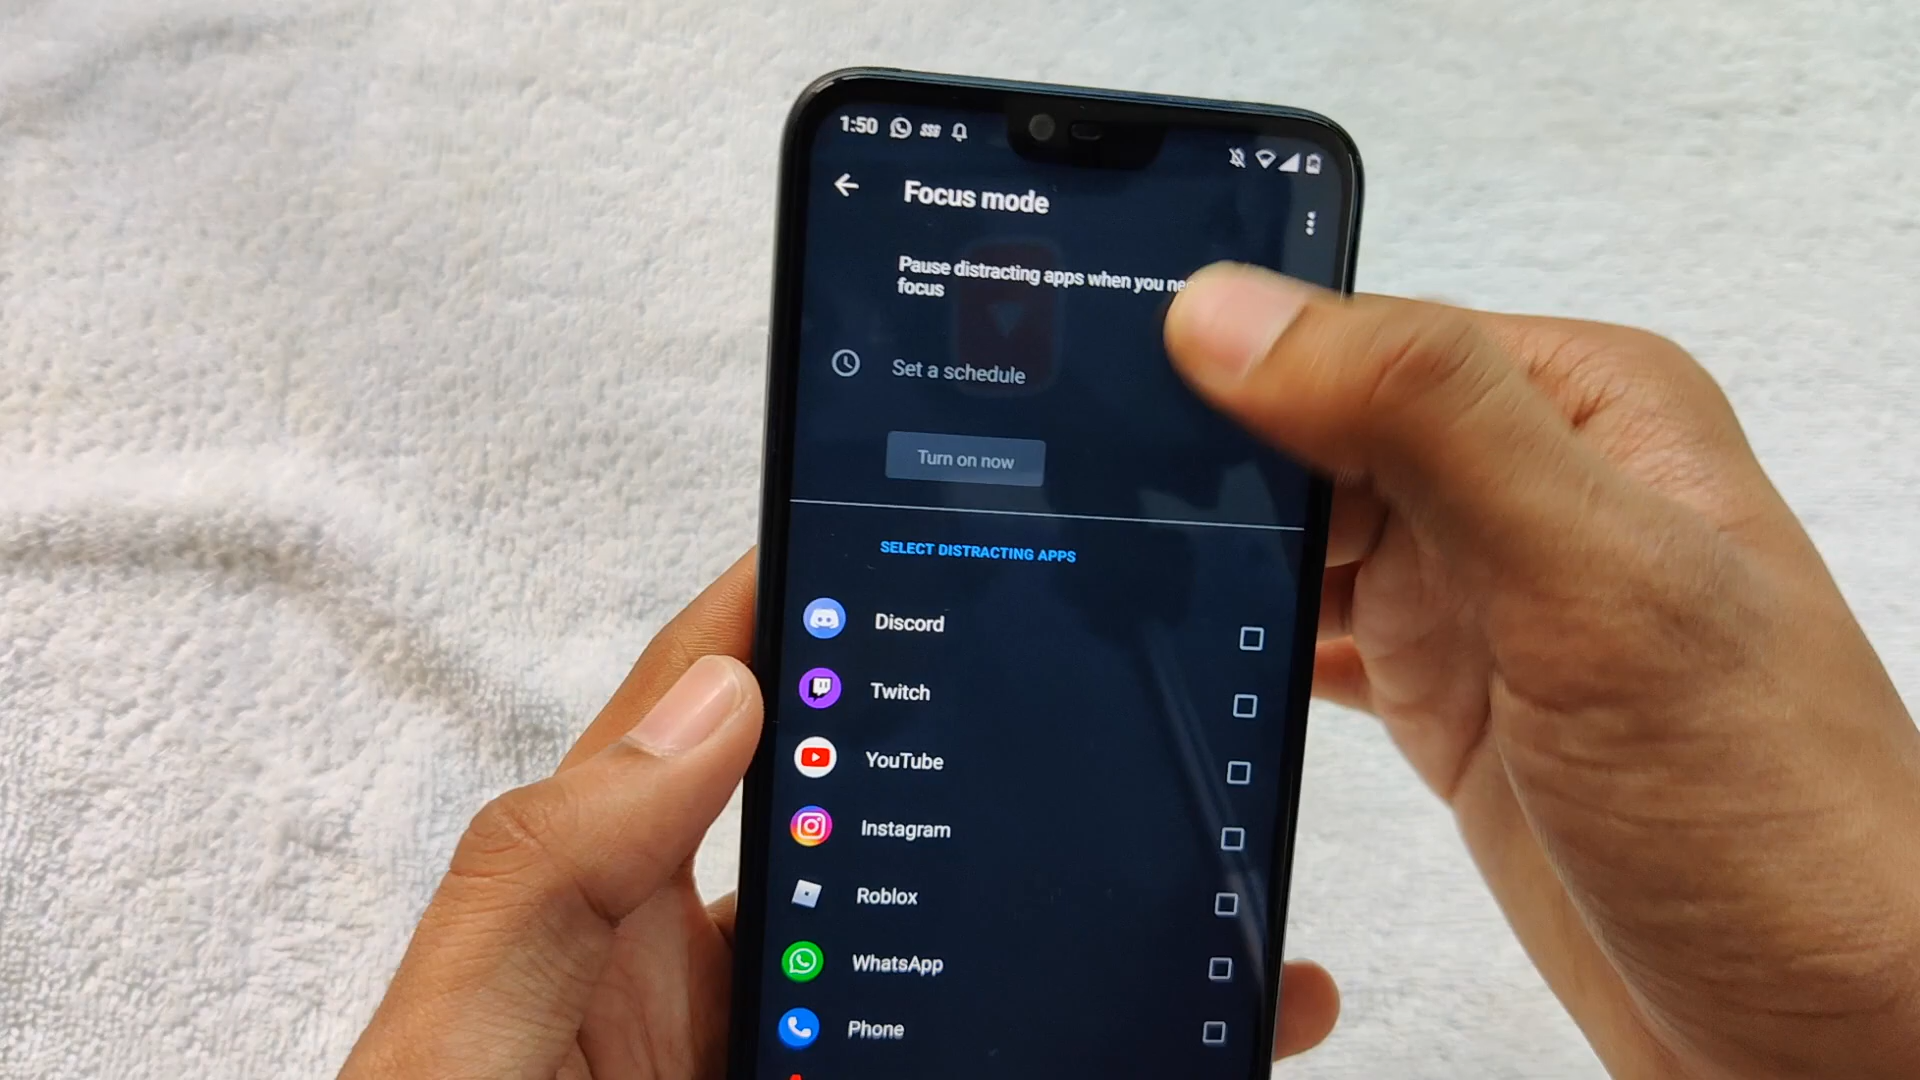 1:50
Focus mode
Pause distracting apps when you
focus
Set a schedule
Turn on now
SELECT DISTRACTING APPS
Discord
Twitch
YouTube
Instagram
Roblox
WhatsApp
Phone